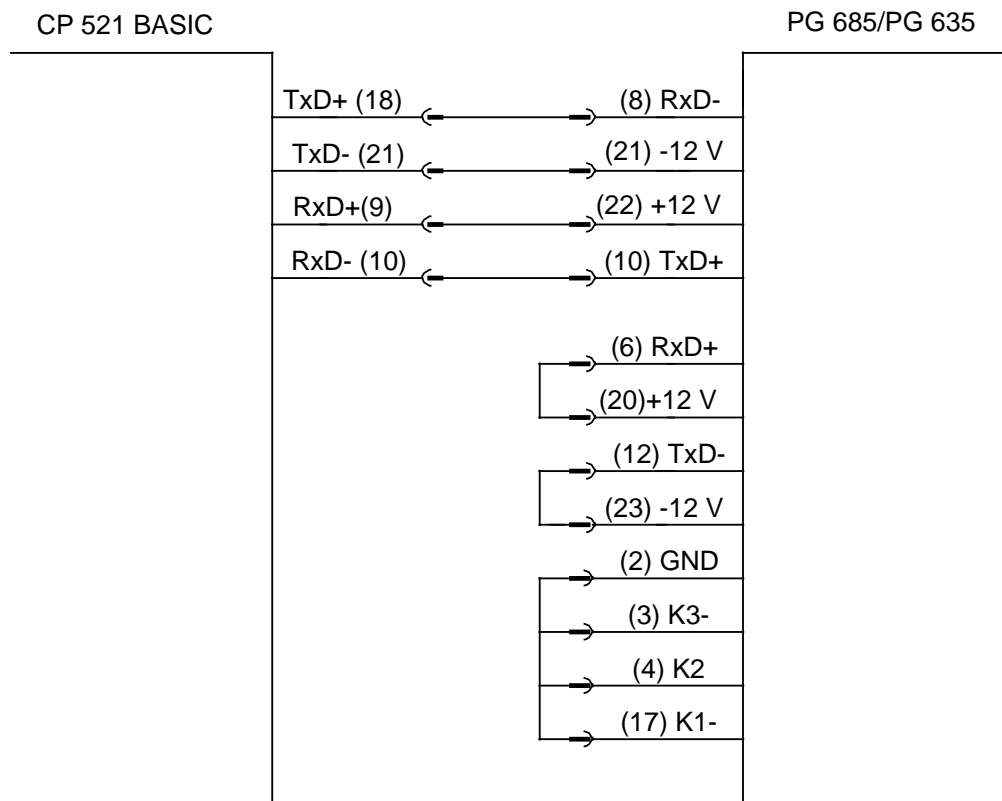 CP 521 BASIC PG 685/PG 635
TxD+ (18) (8) RxD-
TxD- (21) (21) -12 V
RxD+(9) (22) +12 V
RxD- (10) (10) TxD+
(6) RxD+
(20)+12 V
(12) TxD-
(23) -12 V
(2) GND
(3) K3-
(4) K2
(17) K1-